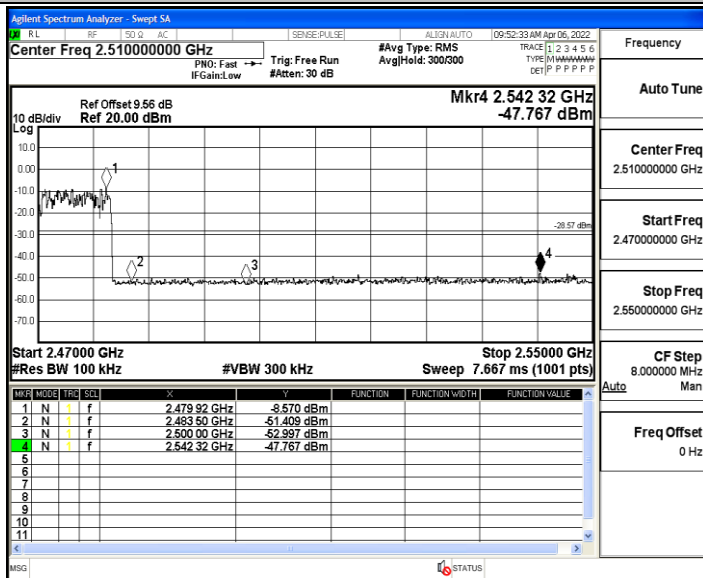 Agilent Spectrum Analyzer - Swept SA
LXI RL RF 50 Ω AC SENSE:PULSE ALIGN AUTO 09:52:33 AM Apr 06, 2022
Center Freq 2.510000000 GHz
PNO: Fast
IFGain:Low
Trig: Free Run
#Atten: 30 dB
#Avg Type: RMS
Avg|Hold: 300/300
TRACE 1 2 3 4 5 6
TYPE M WWWWW
DET P P P P P P
Ref Offset 9.56 dB
Ref 20.00 dBm
10 dB/div
Log
Mkr4 2.542 32 GHz
-47.767 dBm
10.0
0.00
-10.0
-20.0
-30.0
-40.0
-50.0
-60.0
-70.0
1
2
3
4
-28.57 dBm
Start 2.47000 GHz Stop 2.55000 GHz
#Res BW 100 kHz #VBW 300 kHz Sweep 7.667 ms (1001 pts)
MKR MODE TRC SCL X Y FUNCTION FUNCTION WIDTH FUNCTION VALUE
1 N 1 f 2.479 92 GHz -8.570 dBm
2 N 1 f 2.483 50 GHz -51.409 dBm
3 N 1 f 2.500 00 GHz -52.997 dBm
4 N 1 f 2.542 32 GHz -47.767 dBm
5
6
7
8
9
10
11
MSG STATUS
Frequency
Auto Tune
Center Freq
2.510000000 GHz
Start Freq
2.470000000 GHz
Stop Freq
2.550000000 GHz
CF Step
8.000000 MHz
Auto Man
Freq Offset
0 Hz